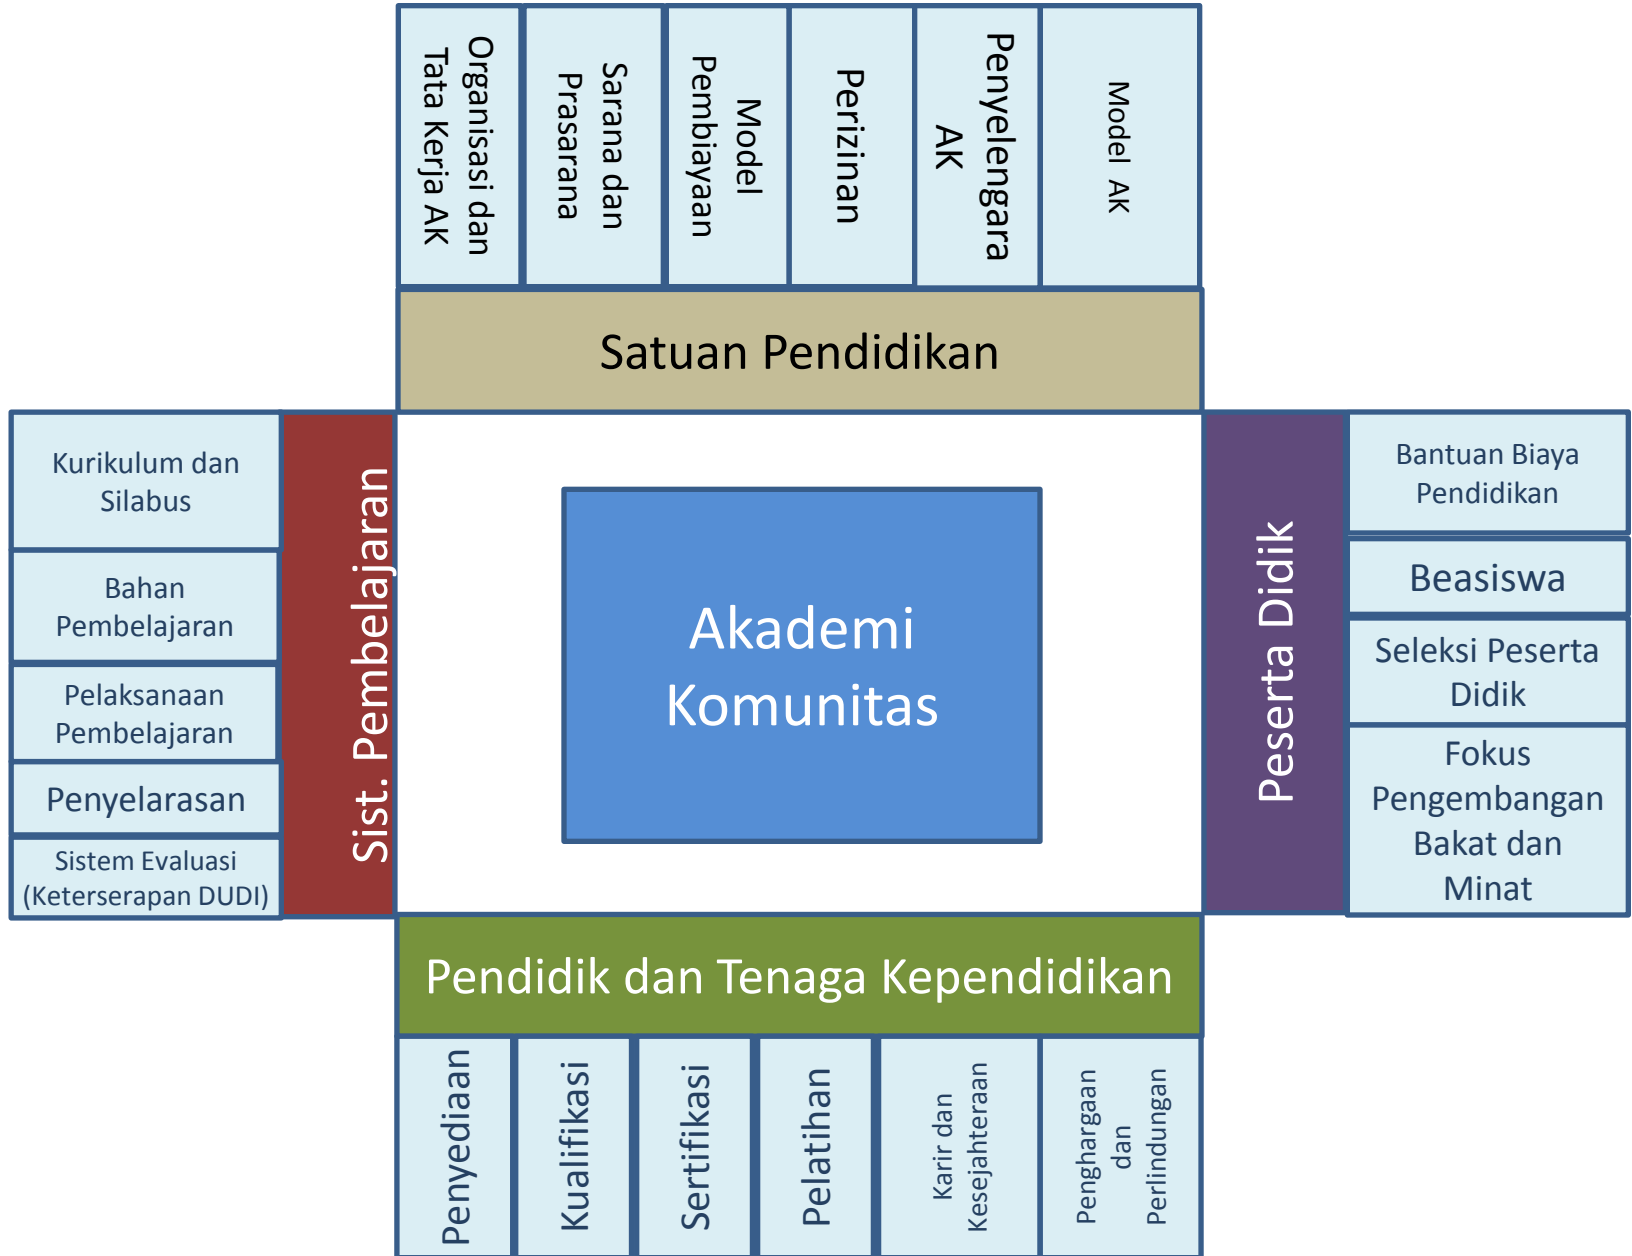 Organisasi dan
Tata Kerja AK
Sarana dan
Prasarana
Model
Pembiayaan
Perizinan
Penyelengara
AK
Model AK
Satuan Pendidikan
Kurikulum dan
Silabus
Bahan
Pembelajaran
Pelaksanaan
Pembelajaran
Penyelarasan
Sistem Evaluasi
(Keterserapan DUDI)
Sist. Pembelajaran
Akademi
Komunitas
Peserta Didik
Bantuan Biaya
Pendidikan
Beasiswa
Seleksi Peserta
Didik
Fokus
Pengembangan
Bakat dan
Minat
Pendidik dan Tenaga Kependidikan
Penyediaan
Kualifikasi
Sertifikasi
Pelatihan
Karir dan
Kesejahteraan
Penghargaan
dan
Perlindungan